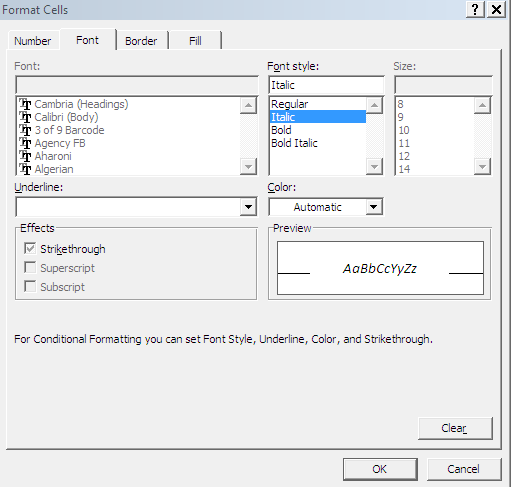 Format Cells
Number Font Border Fill
Font: Font style: Size:
Italic
Cambria (Headings) Regular 8
Calibri (Body) Italic 9
3 of 9 Barcode Bold 10
Agency FB Bold Italic 11
Aharoni 12
Algerian 14
Underline: Color:
Automatic
Effects Preview
Strikethrough
Superscript
Subscript
AaBbCcYyZz
For Conditional Formatting you can set Font Style, Underline, Color, and Strikethrough.
Clear
OK Cancel